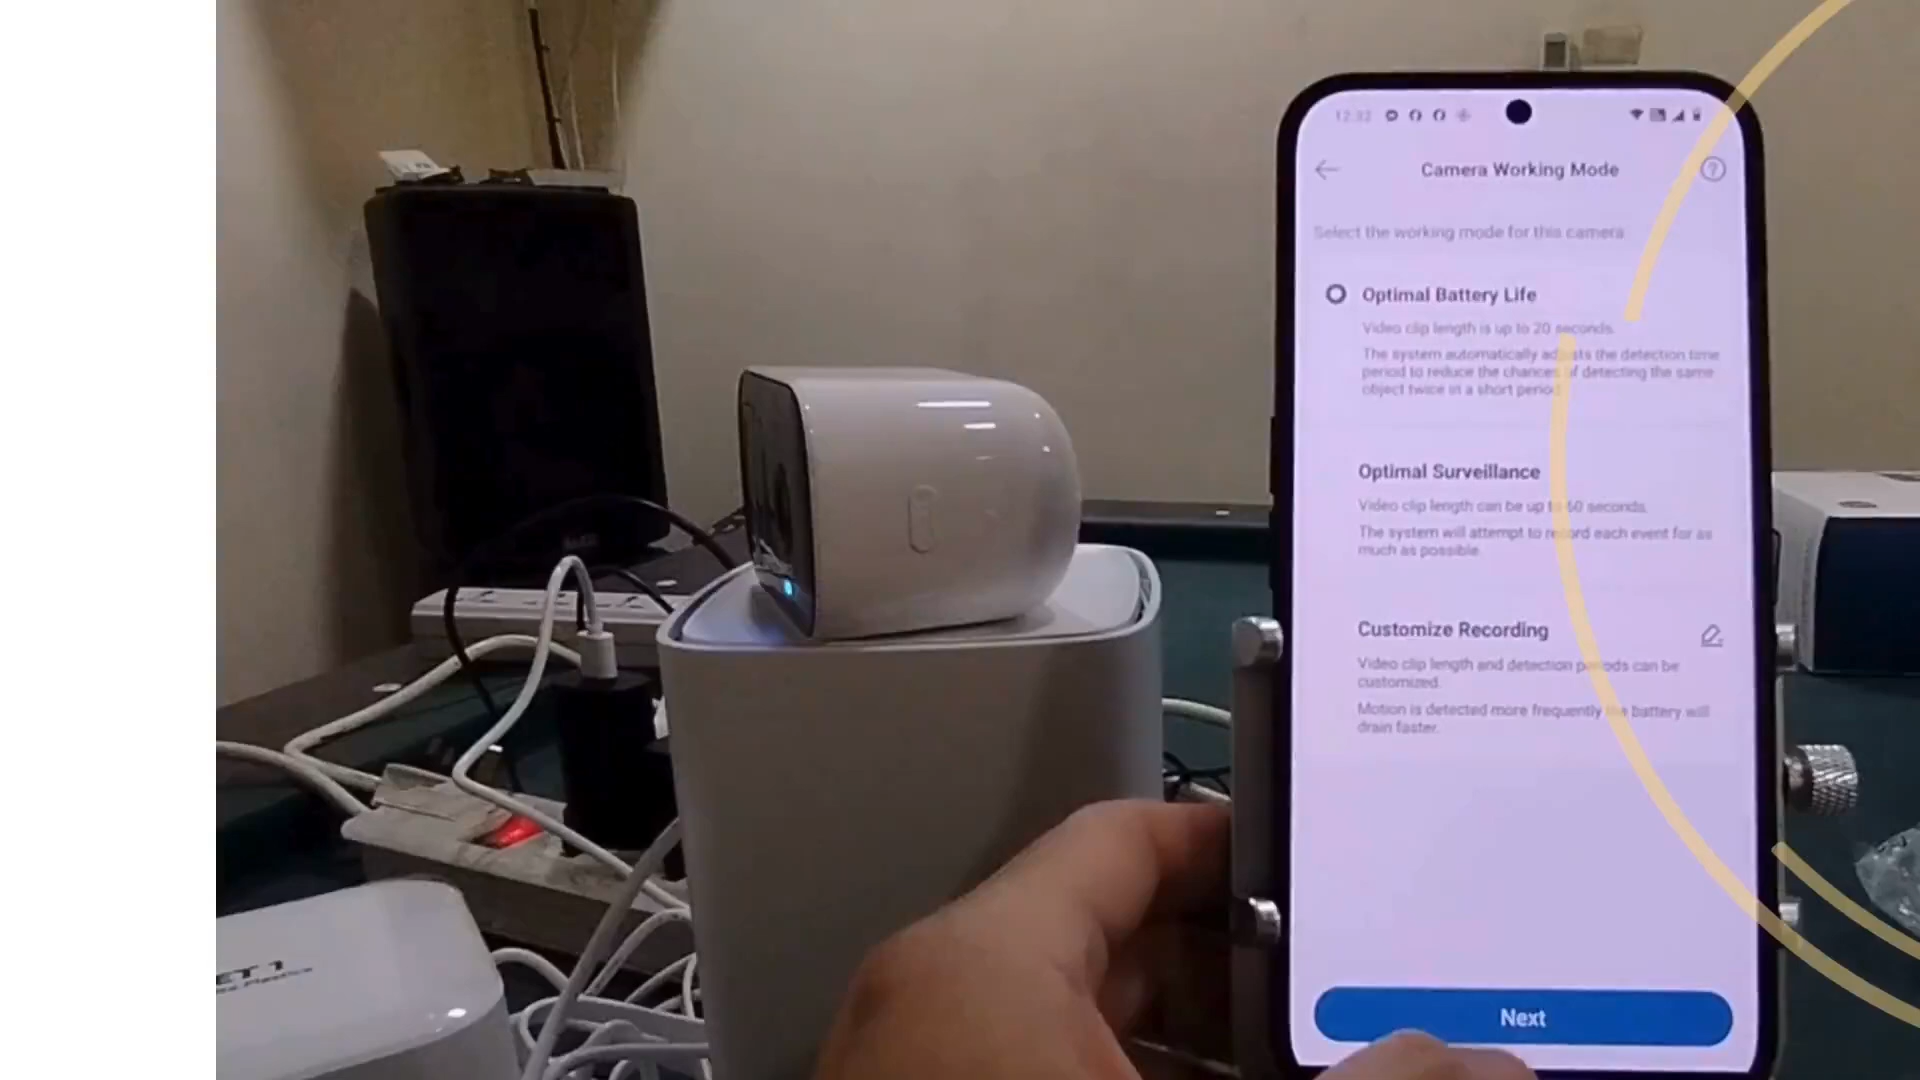 12:32
Camera Working Mode
Select the working mode for this camera
Optimal Battery Life
Video clip length is up to 20 seconds.
The system automatically adjusts the detection time
period to reduce the chances of detecting the same
object twice in a short period.
Optimal Surveillance
Video clip length can be up to 60 seconds.
The system will attempt to record each event for as
much as possible.
Customize Recording
Video clip length and detection periods can be
customized.
Motion is detected more frequently the battery will
drain faster.
Next
ET 1